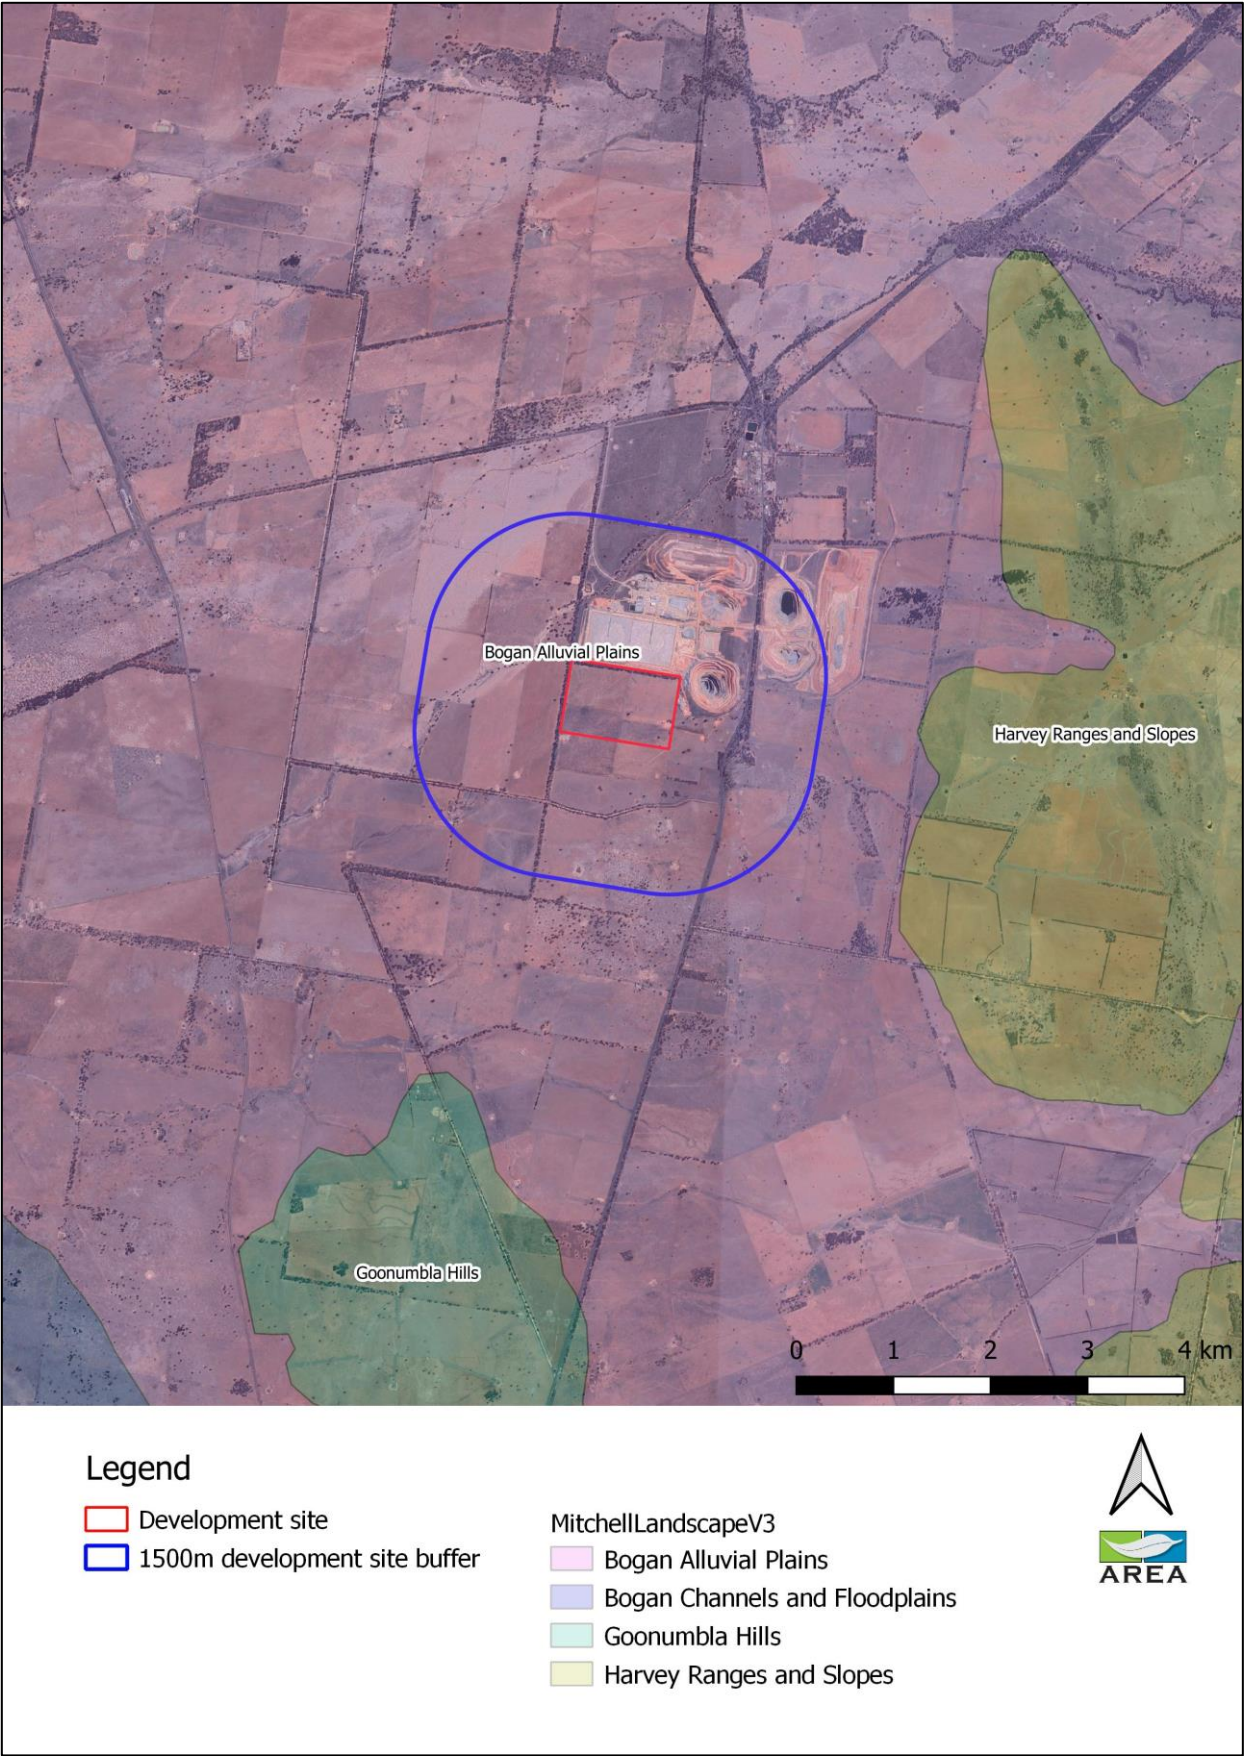 Bogan Alluvial Plains
Harvey Ranges and Slopes
Goonumbla Hills
0 1 2 3 4 km
Legend
Development site
1500m development site buffer
MitchellLandscapeV3
Bogan Alluvial Plains
Bogan Channels and Floodplains
Goonumbla Hills
Harvey Ranges and Slopes
AREA